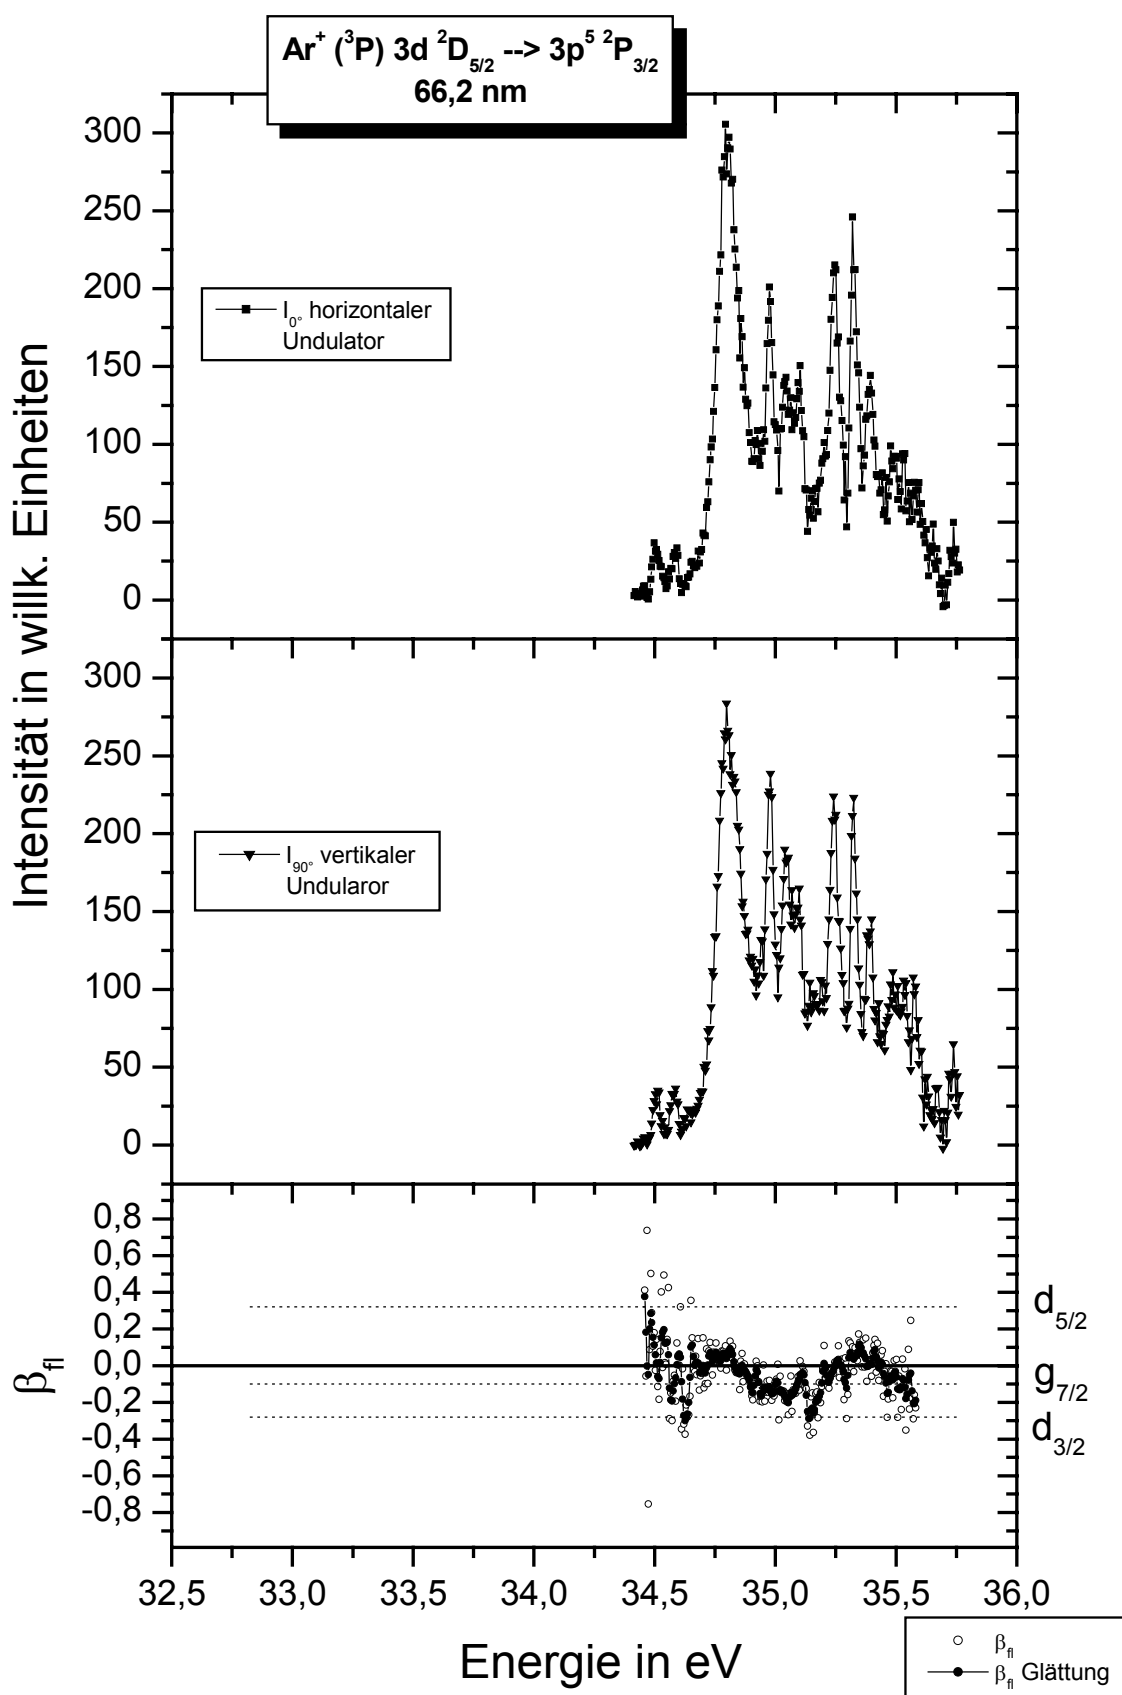 Ar⁺ (³P) 3d ²D₅/₂ --> 3p⁵ ²P₃/₂
66,2 nm
Intensität in willk. Einheiten
300
250
200
150
100
50
0
I₀° horizontaler
Undulator
300
250
200
150
100
50
0
I₉₀° vertikaler
Undularor
β_fl
0,8
0,6
0,4
0,2
0,0
-0,2
-0,4
-0,6
-0,8
d₅/₂
g₇/₂
d₃/₂
32,5 33,0 33,5 34,0 34,5 35,0 35,5 36,0
Energie in eV
β_fl
β_fl Glättung